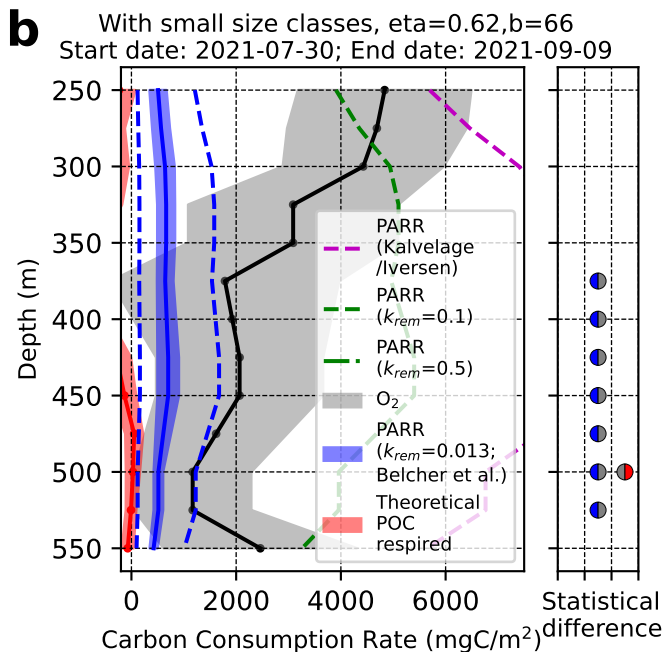 b
With small size classes, eta=0.62,b=66
Start date: 2021-07-30; End date: 2021-09-09
250
300
350
400
450
500
550
Depth (m)
PARR
(Kalvelage
/Iversen)
PARR
(k_rem=0.1)
PARR
(k_rem=0.5)
O₂
PARR
(k_rem=0.013;
Belcher et al.)
Theoretical
POC
respired
0 2000 4000 6000
Carbon Consumption Rate (mgC/m²)
Statistical
difference